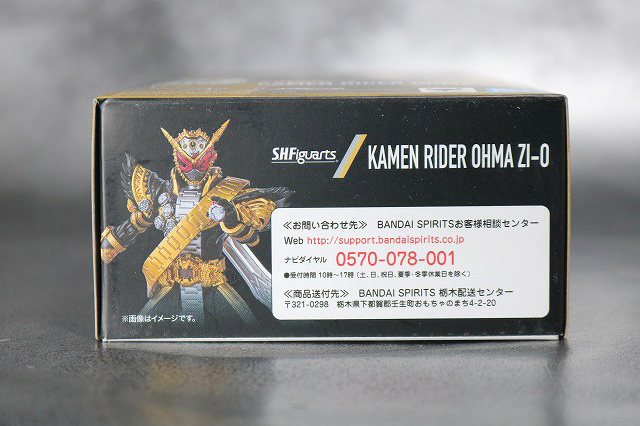 KAMEN RIDER OHMA
S.H.Figuarts KAMEN RIDER OHMA ZI-O
≪お問い合わせ先≫ BANDAI SPIRITSお客様相談センター
Web http://support.bandaispirits.co.jp
ナビダイヤル 0570-078-001
●受付時間 10時～17時（土、日、祝日、夏季・冬季休業日を除く）
≪商品送付先≫ BANDAI SPIRITS 栃木配送センター
〒321-0298 栃木県下都賀郡壬生町おもちゃのまち4-2-20
※画像はイメージです。